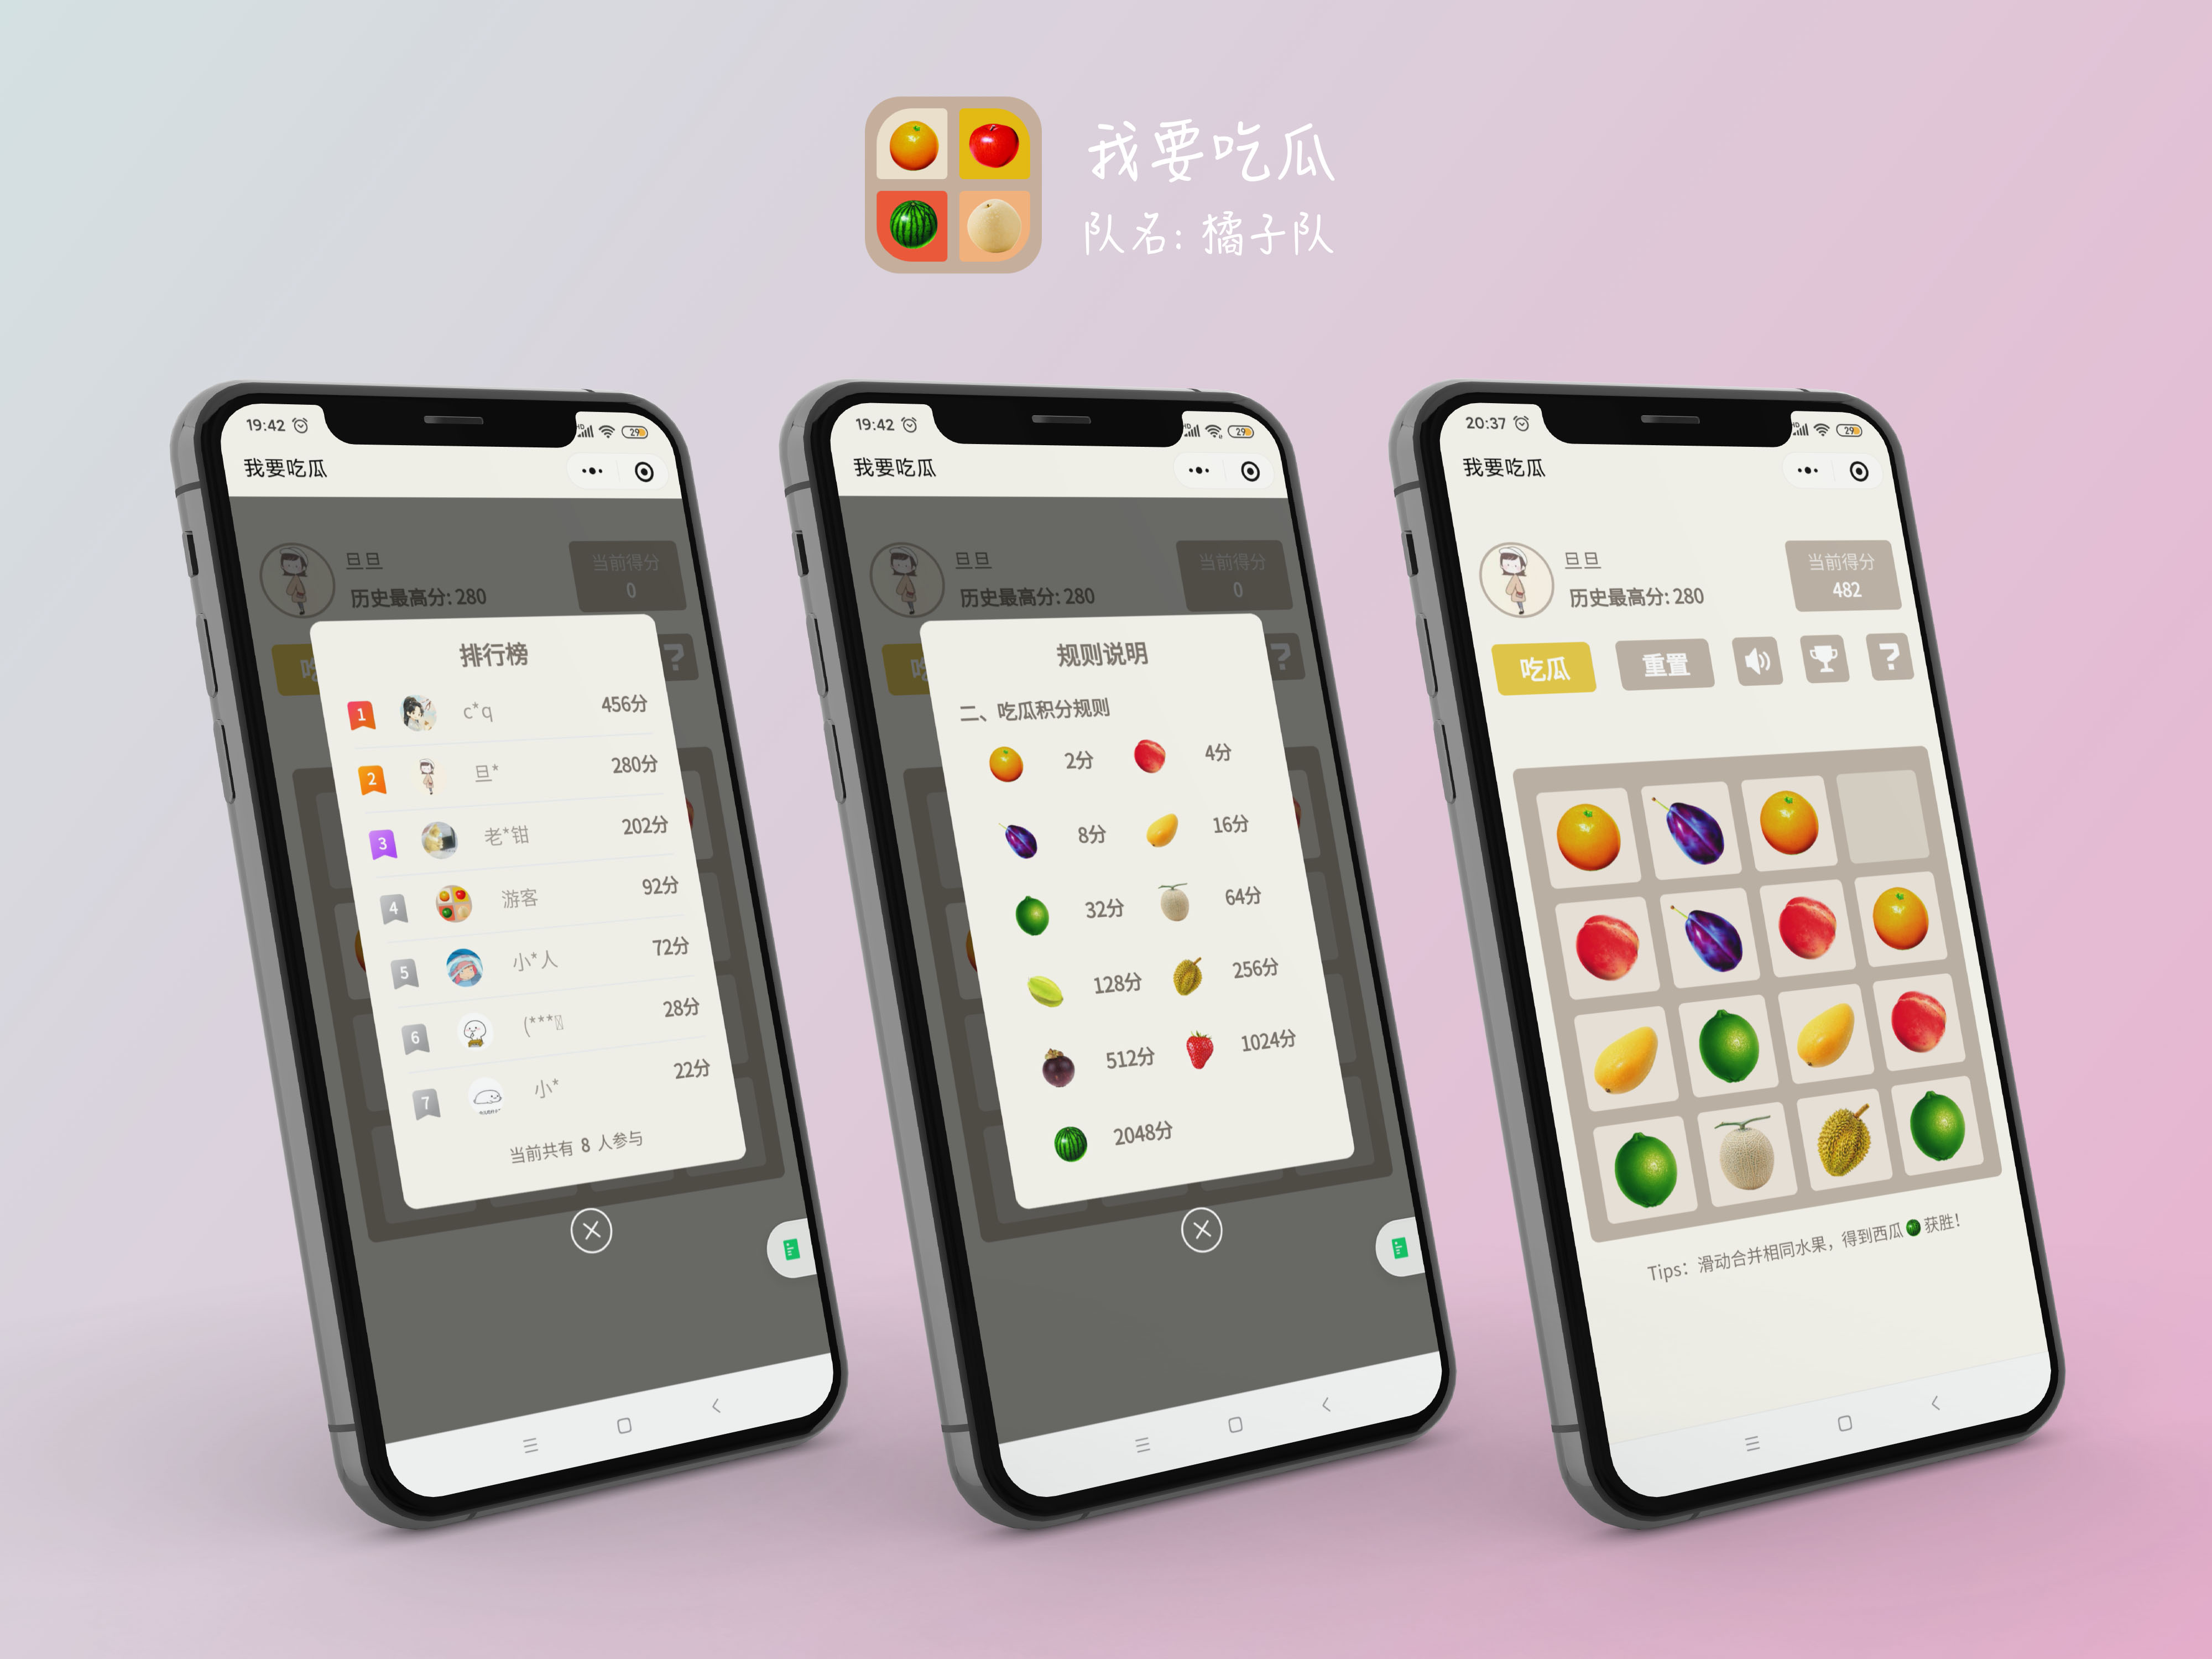 我要吃瓜
队名: 橘子队
19:42
HD
29
我要吃瓜
旦旦
历史最高分: 280
当前得分
0
吃
?
排行榜
1
c*q
456分
2
旦*
280分
3
老*钳
202分
4
游客
92分
5
小*人
72分
6
(***
28分
7
小*
22分
当前共有 8 人参与
19:42
HD
29
我要吃瓜
旦旦
历史最高分: 280
当前得分
0
?
规则说明
二、吃瓜积分规则
2分
4分
8分
16分
32分
64分
128分
256分
512分
1024分
2048分
20:37
HD
29
我要吃瓜
旦旦
历史最高分: 280
当前得分
482
吃瓜
重置
?
Tips: 滑动合并相同水果，得到西瓜 获胜!